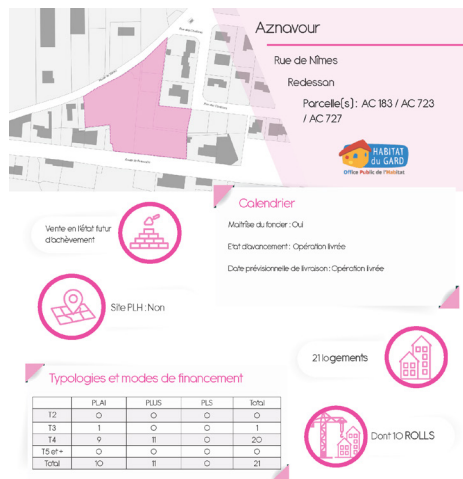 Aznavour
Rue de Nîmes
Redessan
Parcelle(s) : AC 183 / AC 723
/ AC 727
HABITAT
DU GARD
Office Public de l'Habitat
Calendrier
Maîtrise du foncier : Oui
Etat d'avancement : Opération livrée
Date prévisionnelle de livraison : Opération livrée
Vente en l'état futur
d'achèvement
Site PLH : Non
21 logements
Typologies et modes de financement
PLAI PLUS PLS Total
T2 0 0 0 0
T3 1 0 0 1
T4 9 11 0 20
T5 et + 0 0 0 0
Total 10 11 0 21
Dont 10 ROLLS